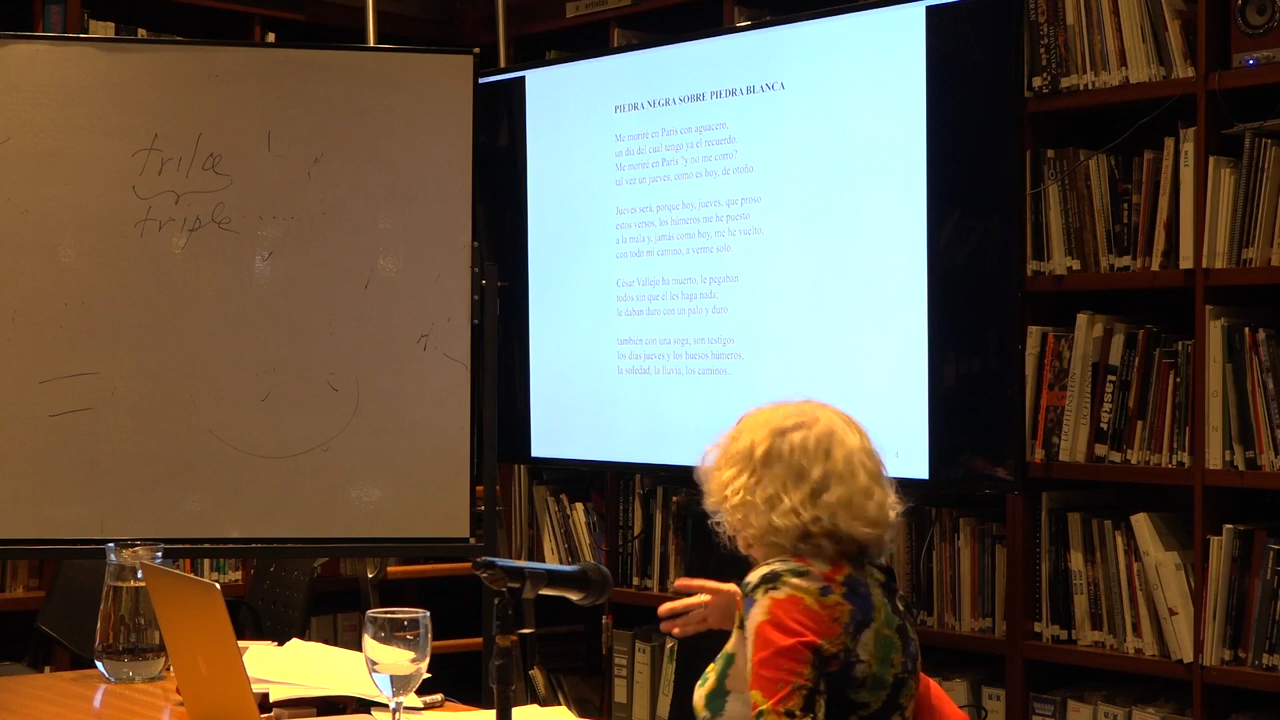 trilce
triple......
PIEDRA NEGRA SOBRE PIEDRA BLANCA
Me moriré en París con aguacero,
un día del cual tengo ya el recuerdo.
Me moriré en París ?y no me corro?
tal vez un jueves, como es hoy, de otoño.
Jueves será, porque hoy, jueves, que proso
estos versos, los húmeros me he puesto
a la mala y, jamás como hoy, me he vuelto,
con todo mi camino, a verme solo.
César Vallejo ha muerto, le pegaban
todos sin que él les haga nada;
le daban duro con un palo y duro
también con una soga; son testigos
los días jueves y los huesos húmeros,
la soledad, la lluvia, los caminos...
4
LICHTENSTEIN
Lasker
MELE